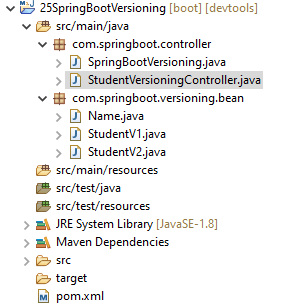 25SpringBootVersioning [boot] [devtools]
src/main/java
com.springboot.controller
SpringBootVersioning.java
StudentVersioningController.java
com.springboot.versioning.bean
Name.java
StudentV1.java
StudentV2.java
src/main/resources
src/test/java
src/test/resources
JRE System Library [JavaSE-1.8]
Maven Dependencies
src
target
pom.xml